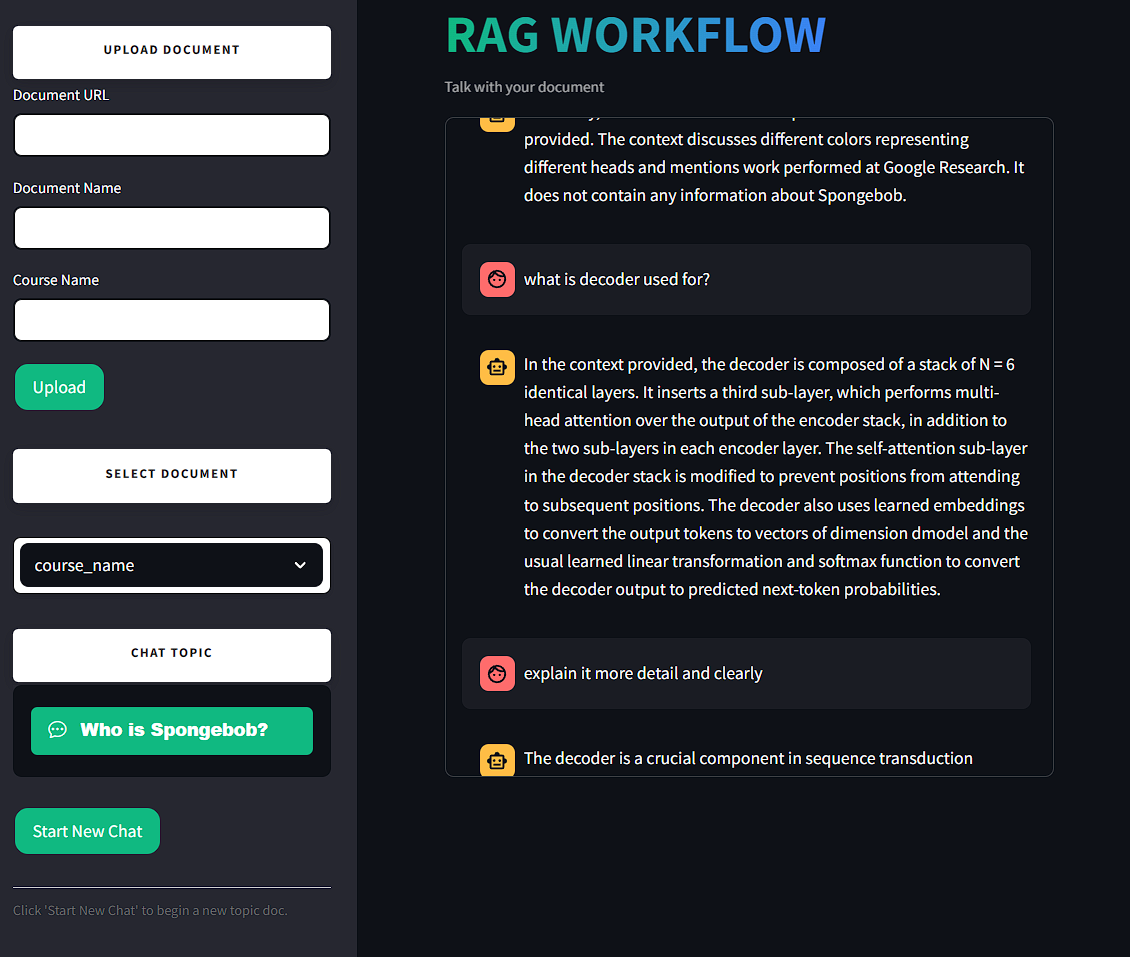 UPLOAD DOCUMENT
Document URL
Document Name
Course Name
Upload
SELECT DOCUMENT
course_name
CHAT TOPIC
Who is Spongebob?
Start New Chat
Click 'Start New Chat' to begin a new topic doc.
RAG WORKFLOW
Talk with your document
provided. The context discusses different colors representing
different heads and mentions work performed at Google Research. It
does not contain any information about Spongebob.
what is decoder used for?
In the context provided, the decoder is composed of a stack of N = 6
identical layers. It inserts a third sub-layer, which performs multi-
head attention over the output of the encoder stack, in addition to
the two sub-layers in each encoder layer. The self-attention sub-layer
in the decoder stack is modified to prevent positions from attending
to subsequent positions. The decoder also uses learned embeddings
to convert the output tokens to vectors of dimension dmodel and the
usual learned linear transformation and softmax function to convert
the decoder output to predicted next-token probabilities.
explain it more detail and clearly
The decoder is a crucial component in sequence transduction